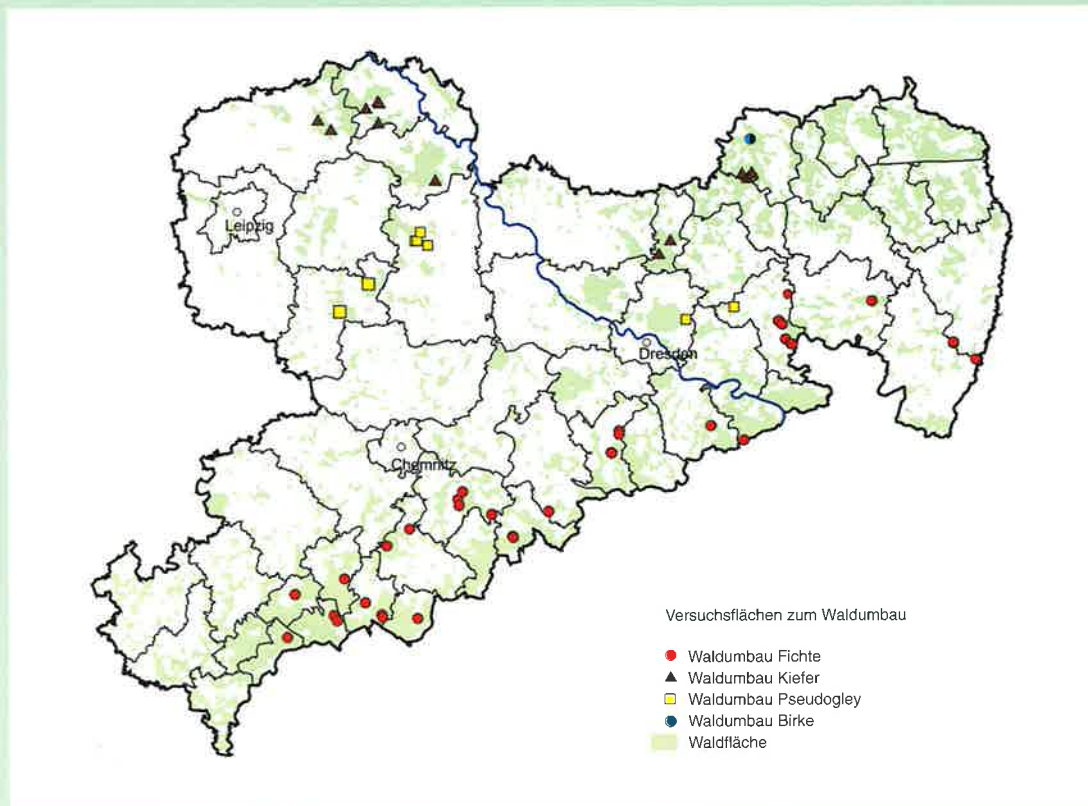 Leipzig
Dresden
Chemnitz
Versuchsflächen zum Waldumbau
Waldumbau Fichte
Waldumbau Kiefer
Waldumbau Pseudogley
Waldumbau Birke
Waldfläche